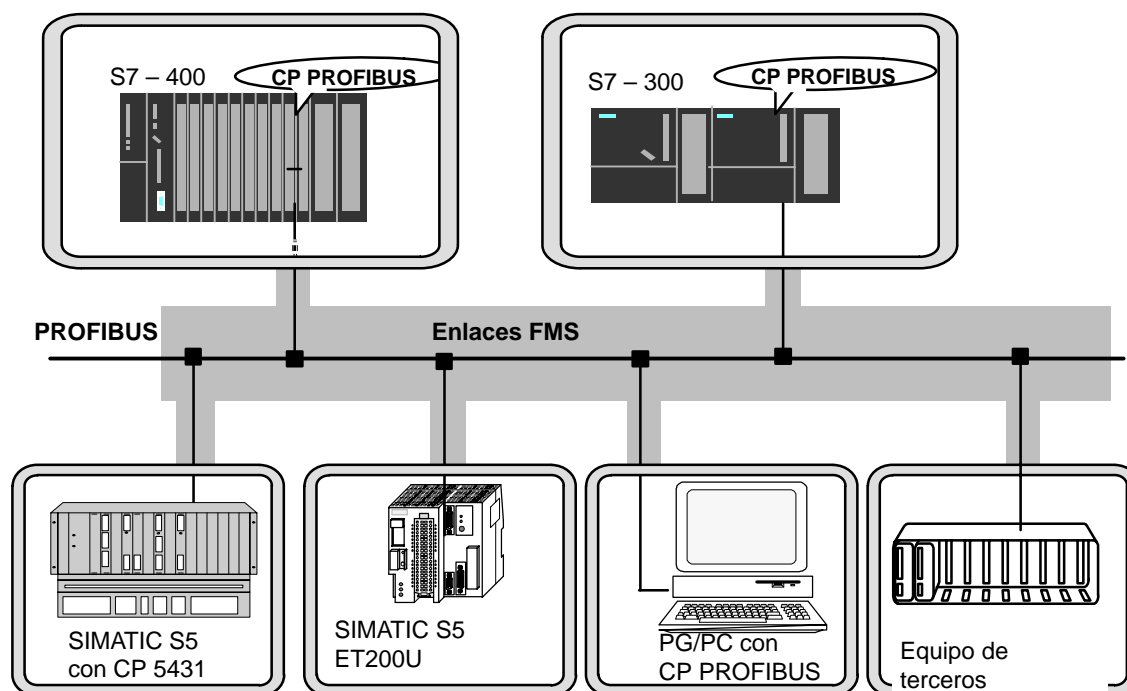 S7 – 400
CP PROFIBUS
S7 – 300
CP PROFIBUS
PROFIBUS
Enlaces FMS
SIMATIC S5
con CP 5431
SIMATIC S5
ET200U
PG/PC con
CP PROFIBUS
Equipo de
terceros